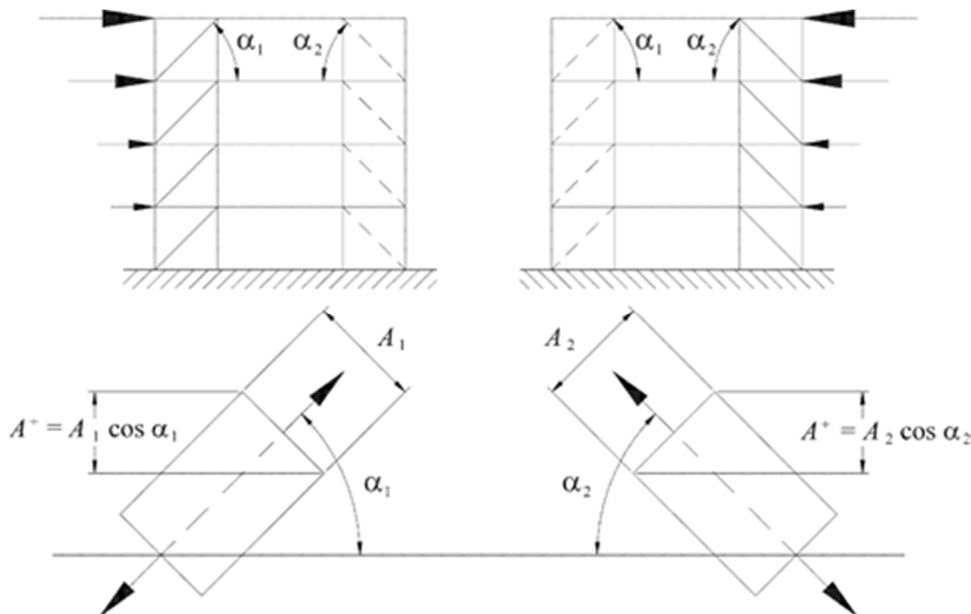 α₁ α₂ α₁ α₂
A₁ A₂
A⁺ = A₁ cos α₁ A⁺ = A₂ cos α₂
α₁ α₂